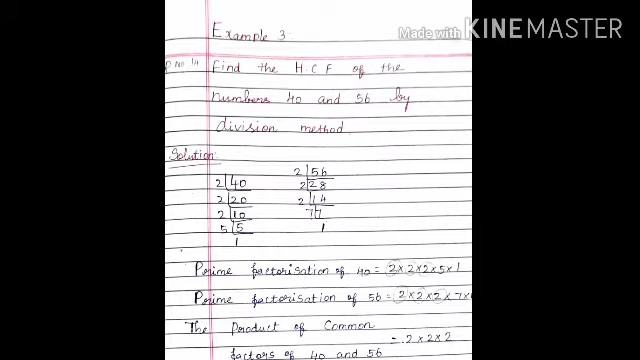 Made with KINEMASTER
Example 3
Find the H.C.F of the
numbers 40 and 56 by
division method.
Solution
2 | 40
2 | 20
2 | 10
5 | 5
1
2 | 56
2 | 28
2 | 14
7 | 7
1
Prime factorisation of 40 = 2 × 2 × 2 × 5 × 1
Prime factorisation of 56 = 2 × 2 × 2 × 7 ×
The Product of Common
= 2 × 2 × 2
factors of 40 and 56